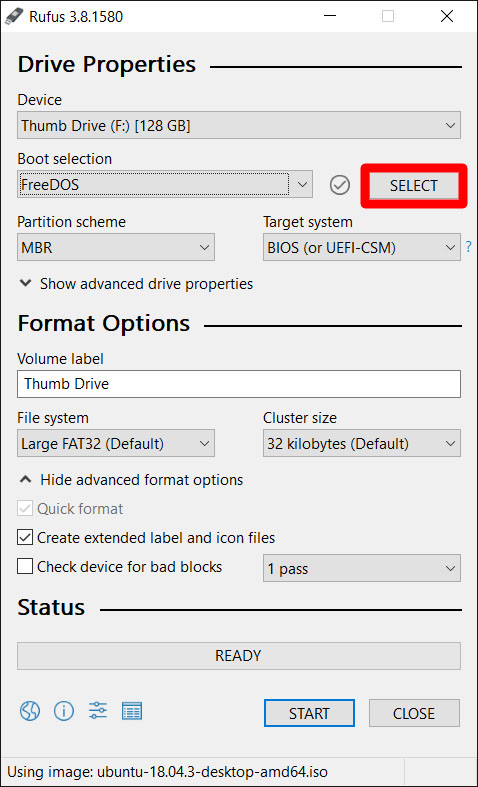 Rufus 3.8.1580
Drive Properties
Device
Thumb Drive (F:) [128 GB]
Boot selection
FreeDOS
SELECT
Partition scheme
Target system
MBR
BIOS (or UEFI-CSM)
?
Show advanced drive properties
Format Options
Volume label
Thumb Drive
File system
Cluster size
Large FAT32 (Default)
32 kilobytes (Default)
Hide advanced format options
Quick format
Create extended label and icon files
Check device for bad blocks
1 pass
Status
READY
START
CLOSE
Using image: ubuntu-18.04.3-desktop-amd64.iso